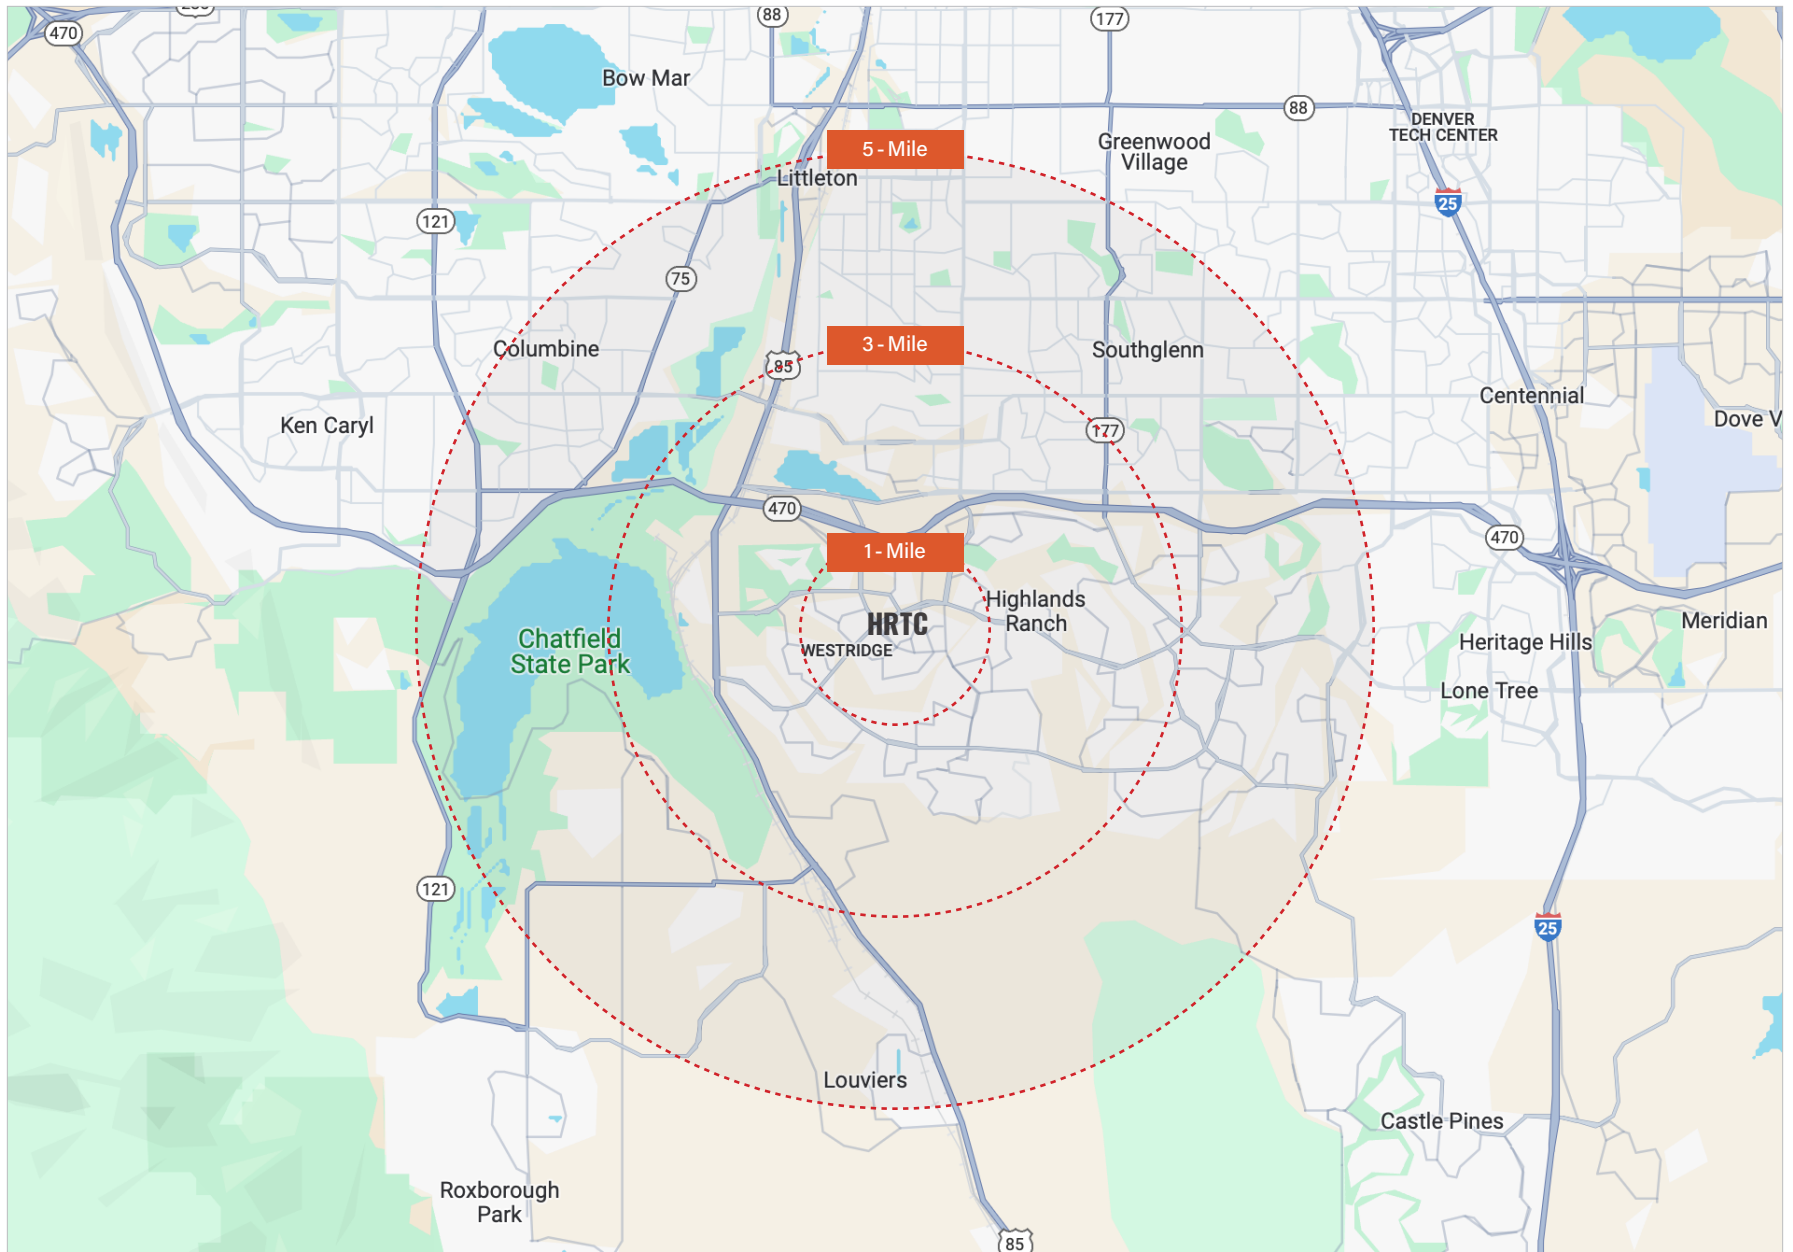 88
177
470
Bow Mar
88
DENVER
TECH CENTER
5 - Mile
Greenwood
Village
Littleton
25
121
75
3 - Mile
Columbine
Southglenn
85
Centennial
Ken Caryl
Dove V
177
470
470
1 - Mile
Highlands
Ranch
HRTC
WESTRIDGE
Chatfield
State Park
Meridian
Heritage Hills
Lone Tree
121
25
Louviers
Castle Pines
Roxborough
Park
85